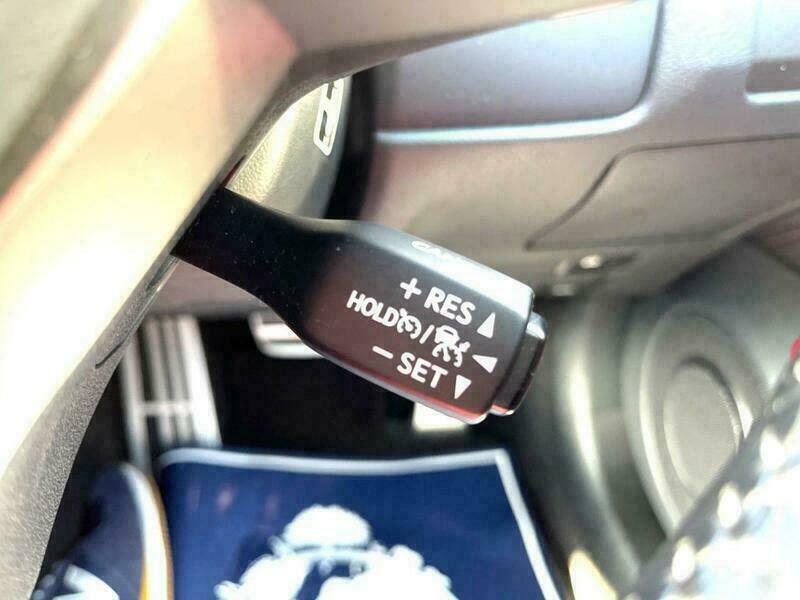 + RES
HOLD /
- SET